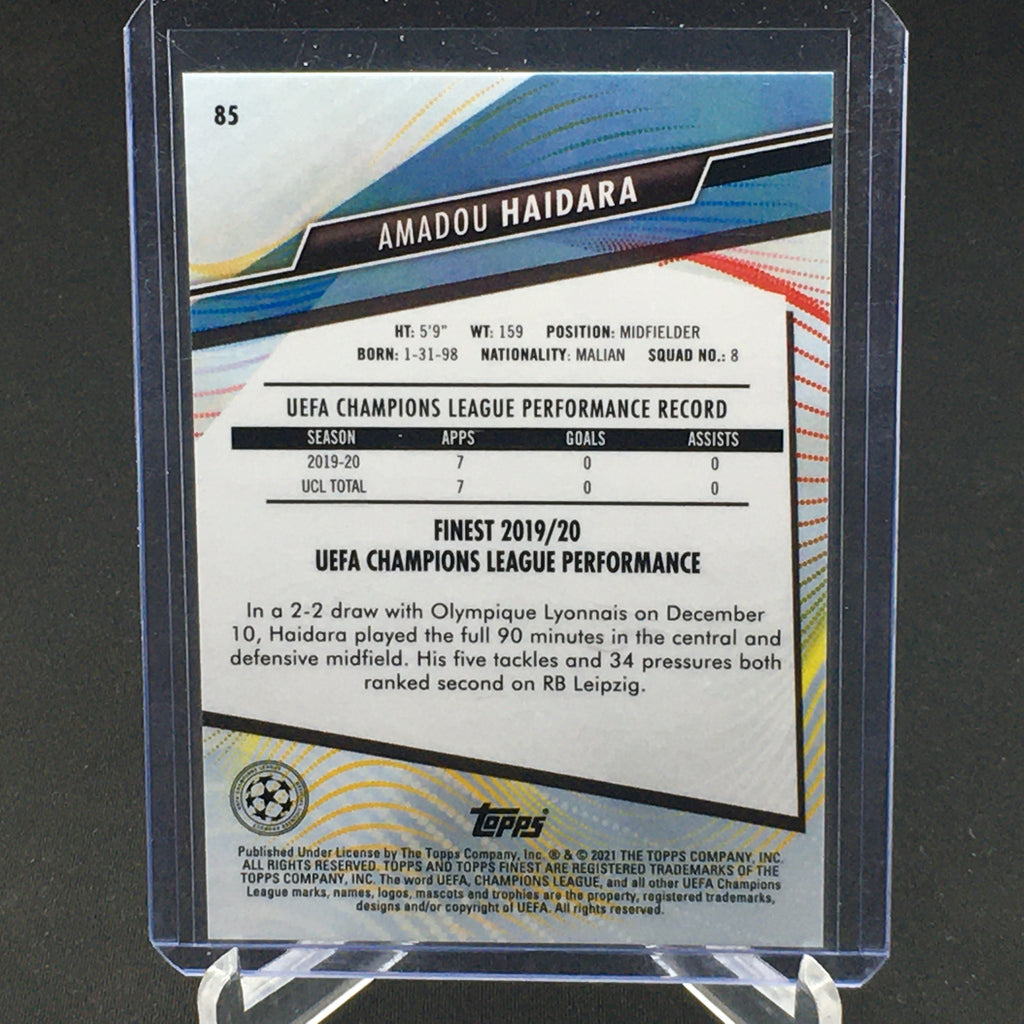 85
AMADOU HAIDARA
HT: 5'9" WT: 159 POSITION: MIDFIELDER
BORN: 1-31-98 NATIONALITY: MALIAN SQUAD NO.: 8
UEFA CHAMPIONS LEAGUE PERFORMANCE RECORD
SEASON APPS GOALS ASSISTS
2019-20 7 0 0
UCL TOTAL 7 0 0
FINEST 2019/20
UEFA CHAMPIONS LEAGUE PERFORMANCE
In a 2-2 draw with Olympique Lyonnais on December
10, Haidara played the full 90 minutes in the central and
defensive midfield. His five tackles and 34 pressures both
ranked second on RB Leipzig.
Topps
Published Under License by The Topps Company, Inc. ® & © 2021 THE TOPPS COMPANY, INC.
ALL RIGHTS RESERVED. TOPPS AND TOPPS FINEST ARE REGISTERED TRADEMARKS OF THE
TOPPS COMPANY, INC. The word UEFA, CHAMPIONS LEAGUE, and all other UEFA Champions
League marks, names, logos, mascots and trophies are the property, registered trademarks,
designs and/or copyright of UEFA. All rights reserved.